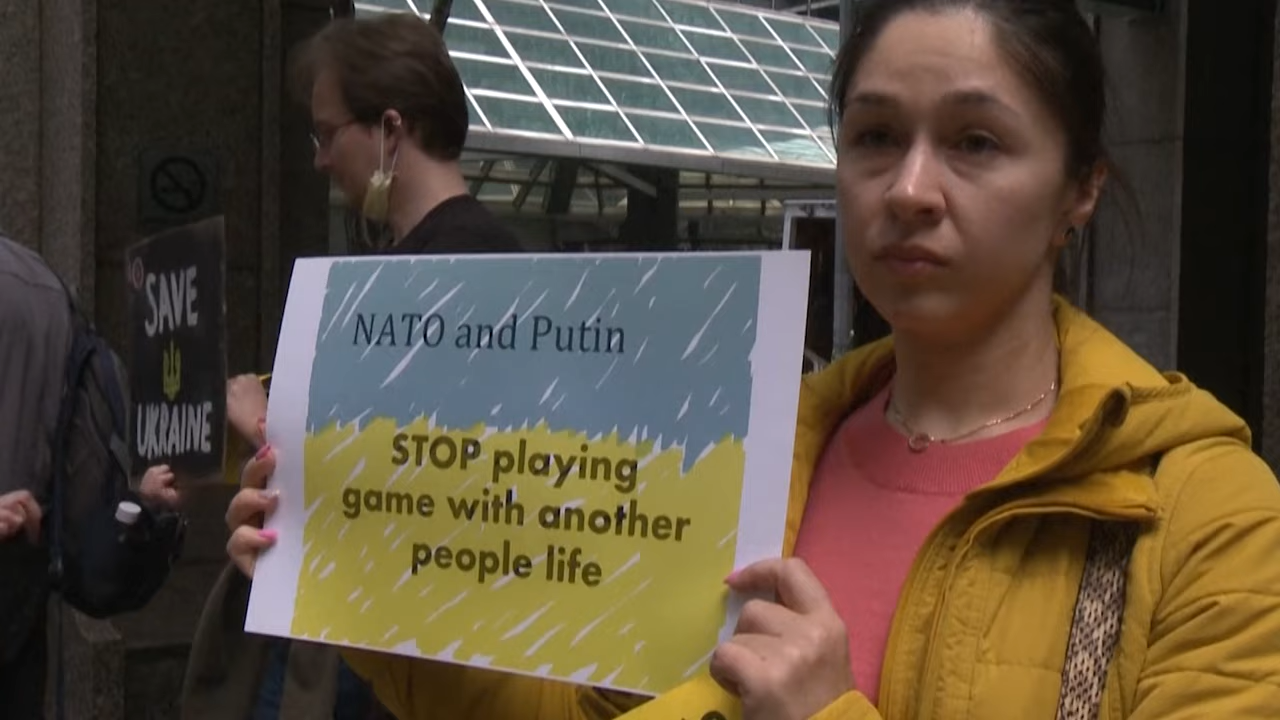 SAVE
UKRAINE
NATO and Putin
STOP playing
game with another
people life